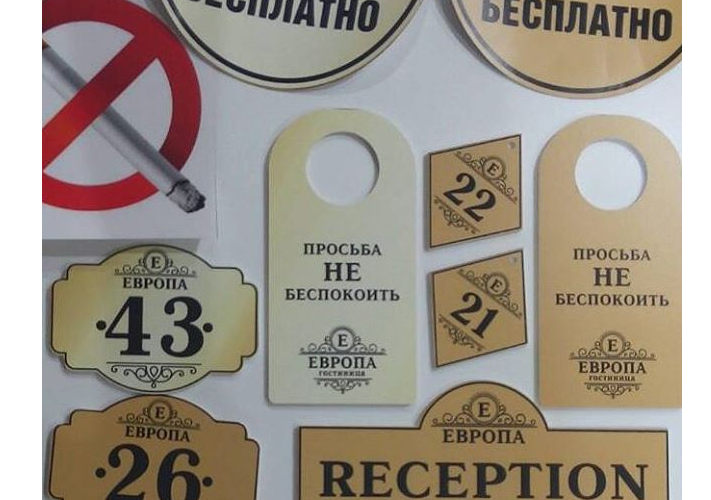 БЕСПЛАТНО
БЕСПЛАТНО
ПРОСЬБА
НЕ
БЕСПОКОИТЬ
Е
ЕВРОПА
ГОСТИНИЦА
Е
22
Е
21
ПРОСЬБА
НЕ
БЕСПОКОИТЬ
Е
ЕВРОПА
ГОСТИНИЦА
Е
ЕВРОПА
·43·
Е
ЕВРОПА
·26·
Е
ЕВРОПА
RECEPTION